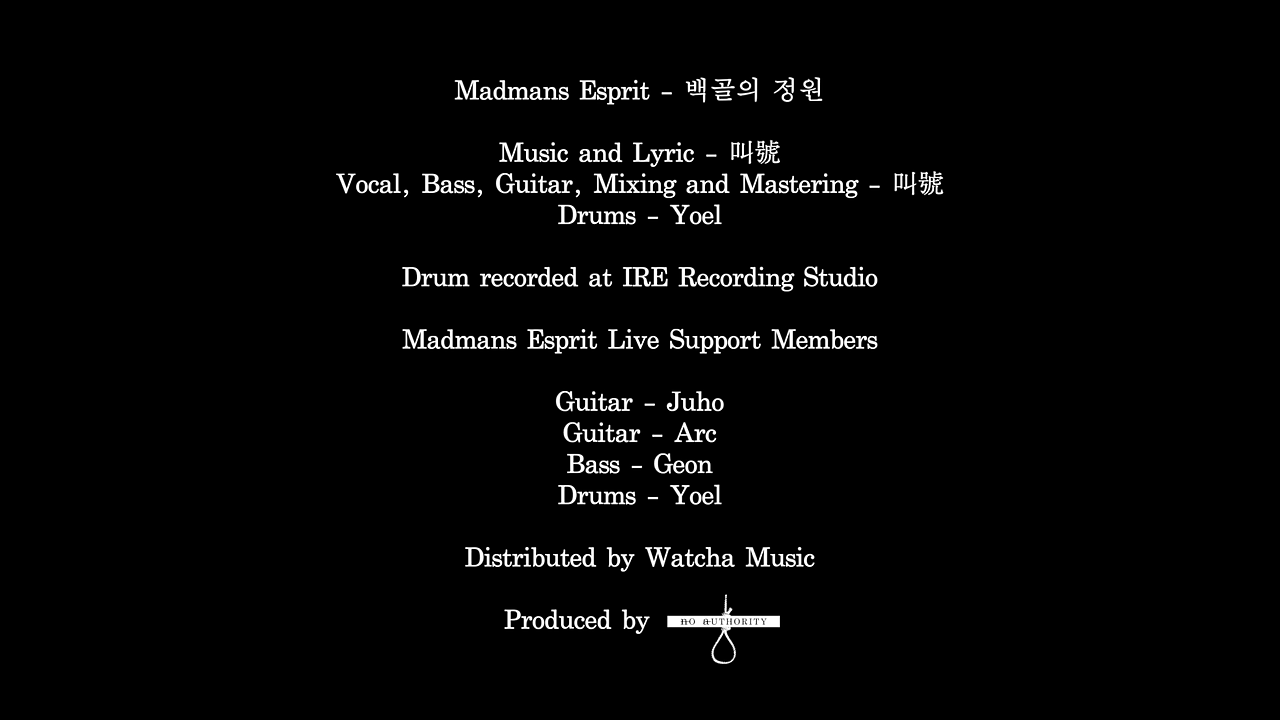 Madmans Esprit - 백골의 정원
Music and Lyric - 叫號
Vocal, Bass, Guitar, Mixing and Mastering - 叫號
Drums - Yoel
Drum recorded at IRE Recording Studio
Madmans Esprit Live Support Members
Guitar - Juho
Guitar - Arc
Bass - Geon
Drums - Yoel
Distributed by Watcha Music
Produced by NO AUTHORITY